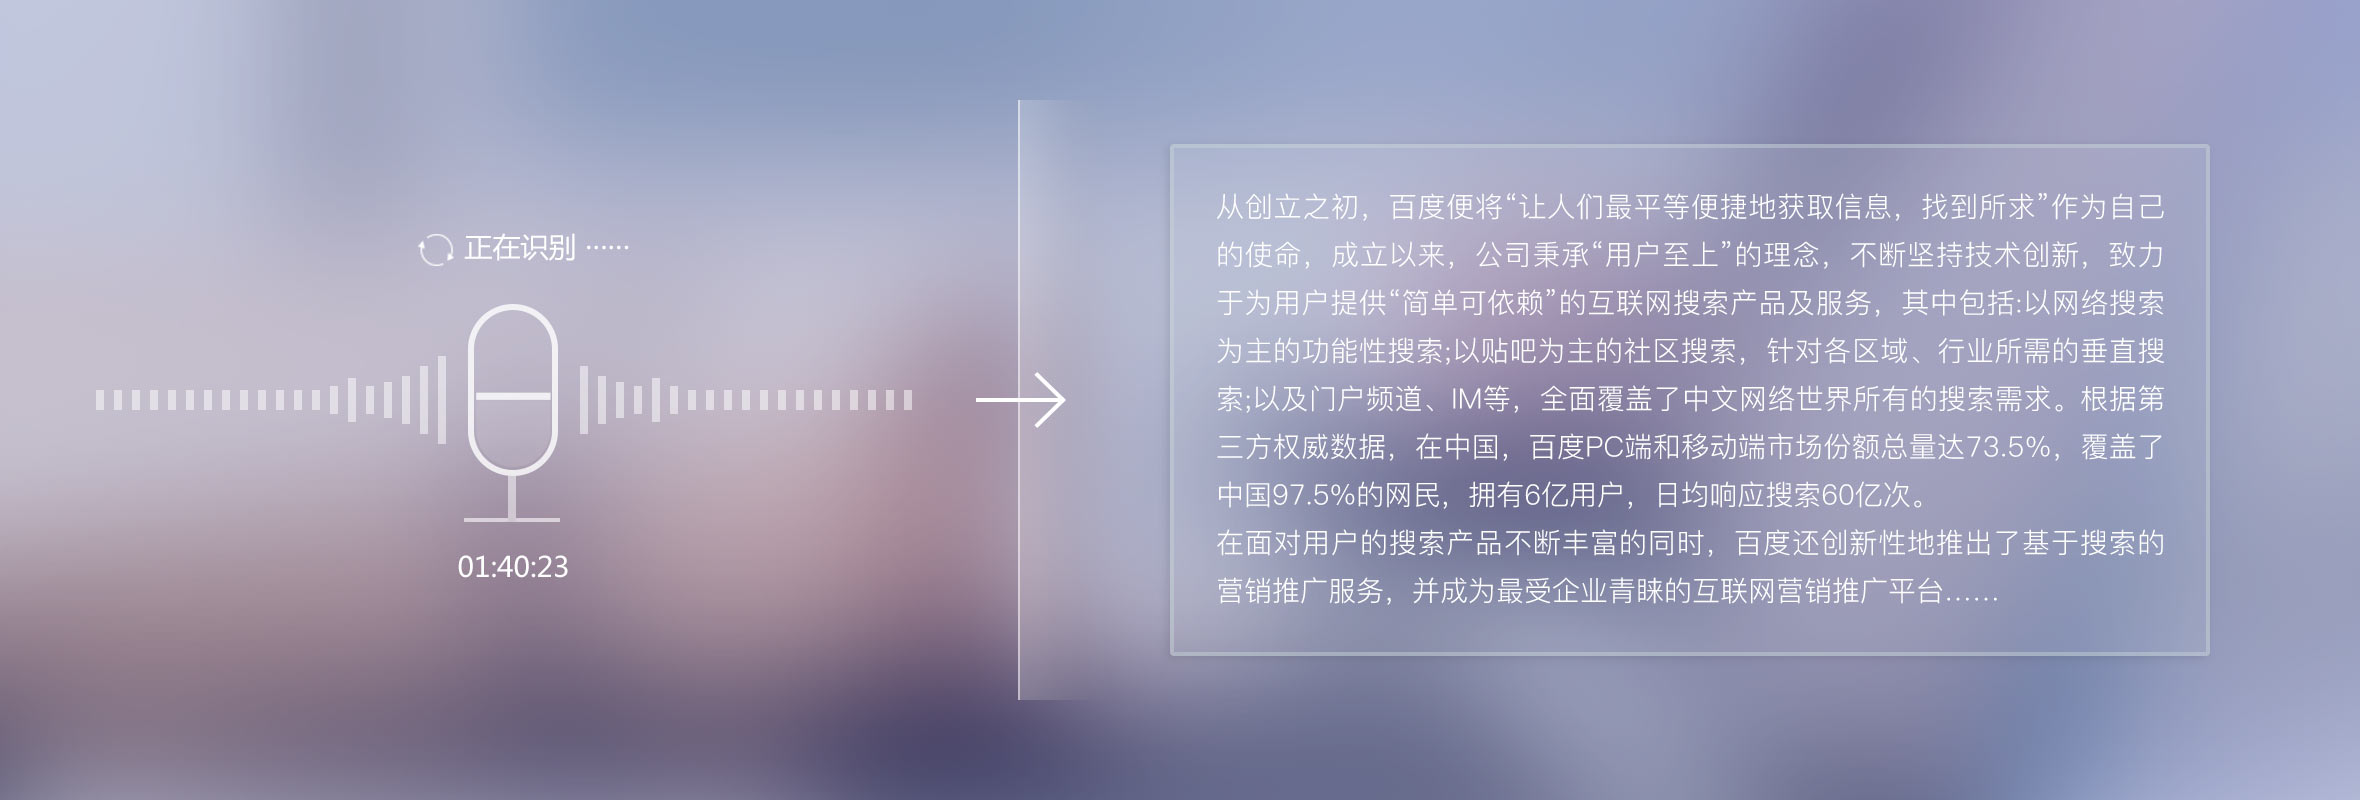 正在识别 ······
01:40:23
从创立之初，百度便将“让人们最平等便捷地获取信息，找到所求”作为自己
的使命，成立以来，公司秉承“用户至上”的理念，不断坚持技术创新，致力
于为用户提供“简单可依赖”的互联网搜索产品及服务，其中包括:以网络搜索
为主的功能性搜索;以贴吧为主的社区搜索，针对各区域、行业所需的垂直搜
索;以及门户频道、IM等，全面覆盖了中文网络世界所有的搜索需求。根据第
三方权威数据，在中国，百度PC端和移动端市场份额总量达73.5%，覆盖了
中国97.5%的网民，拥有6亿用户，日均响应搜索60亿次。
在面对用户的搜索产品不断丰富的同时，百度还创新性地推出了基于搜索的
营销推广服务，并成为最受企业青睐的互联网营销推广平台......